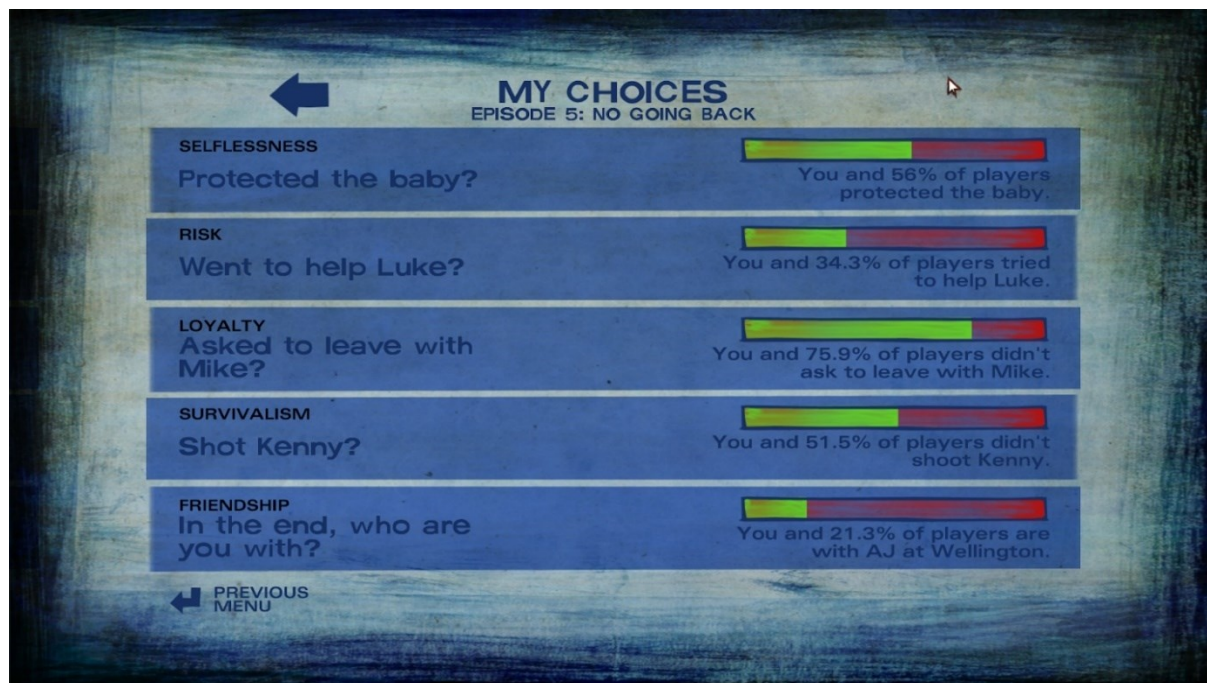 MY CHOICES
EPISODE 5: NO GOING BACK
SELFLESSNESS
Protected the baby?
You and 56% of players
protected the baby.
RISK
Went to help Luke?
You and 34.3% of players tried
to help Luke.
LOYALTY
Asked to leave with
Mike?
You and 75.9% of players didn't
ask to leave with Mike.
SURVIVALISM
Shot Kenny?
You and 51.5% of players didn't
shoot Kenny.
FRIENDSHIP
In the end, who are
you with?
You and 21.3% of players are
with AJ at Wellington.
PREVIOUS
MENU